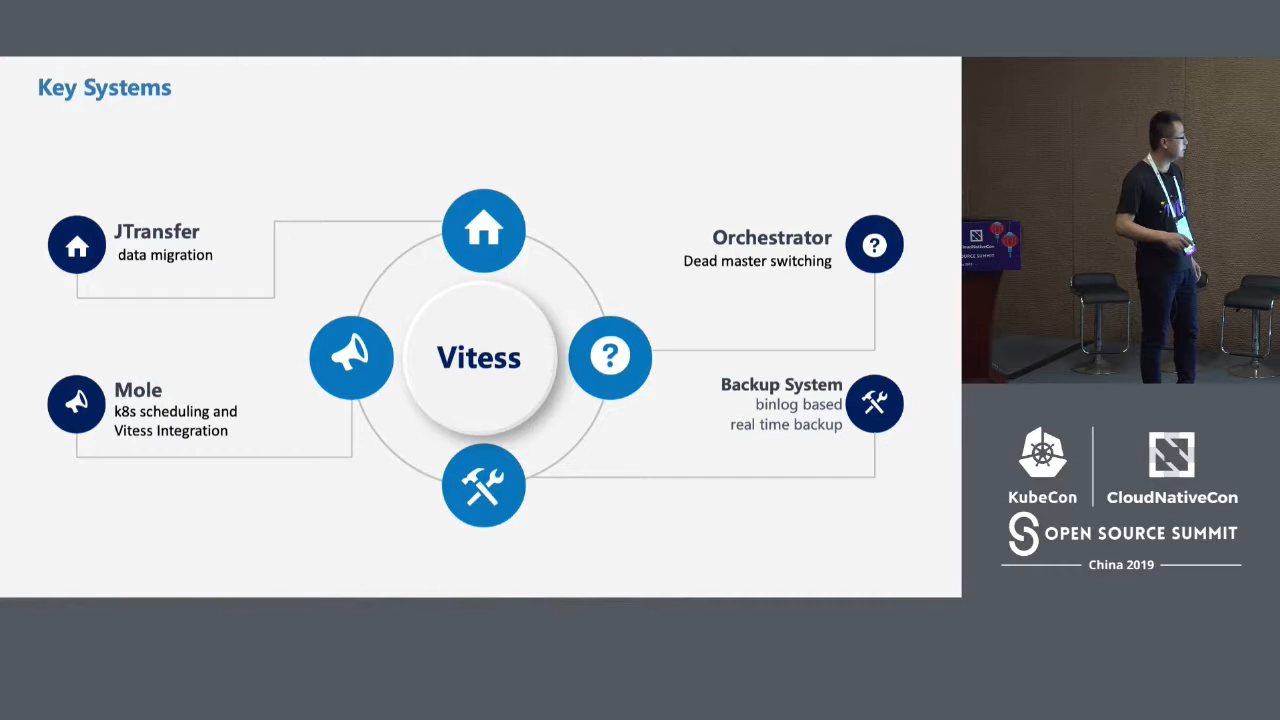 Key Systems
JTransfer
data migration
Mole
k8s scheduling and
Vitess Integration
Vitess
Orchestrator
Dead master switching
Backup System
binlog based
real time backup
KubeCon
CloudNativeCon
OPEN SOURCE SUMMIT
China 2019